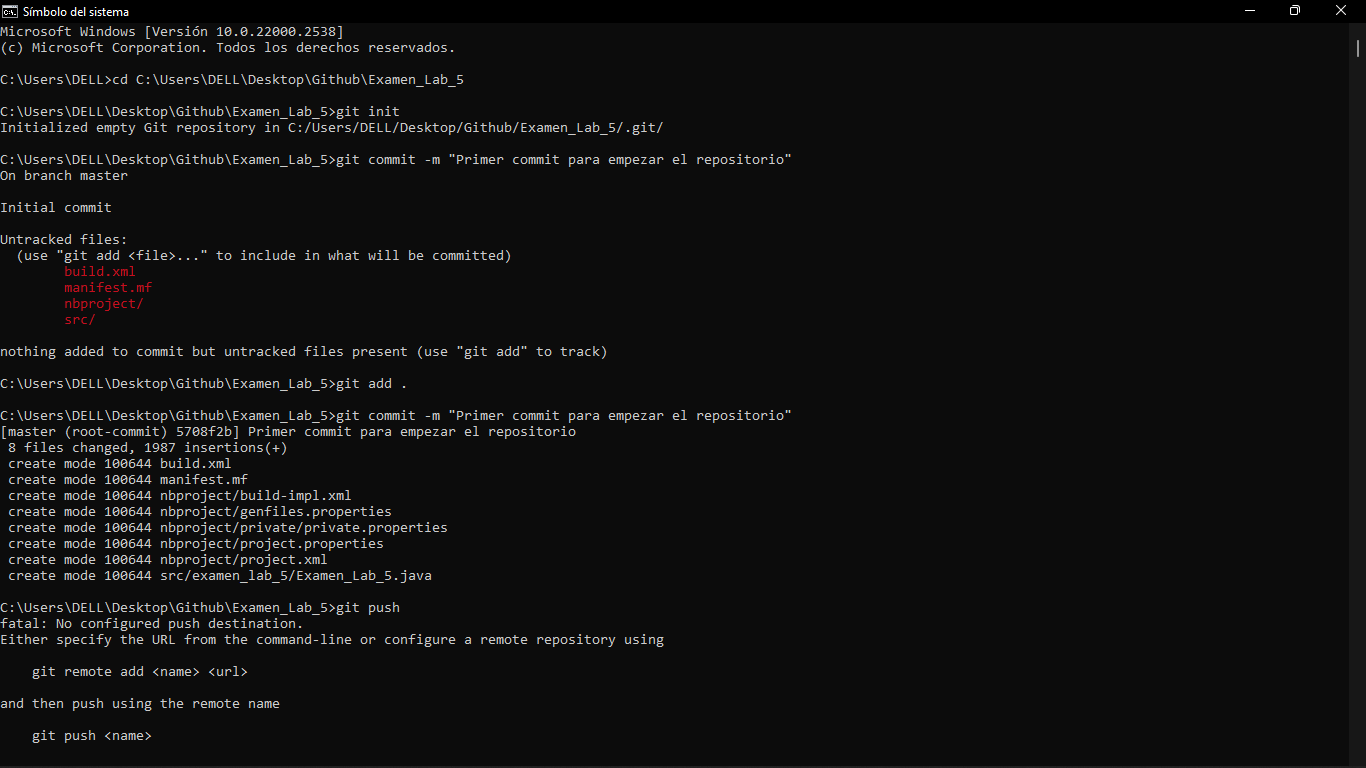 Símbolo del sistema
Microsoft Windows [Versión 10.0.22000.2538]
(c) Microsoft Corporation. Todos los derechos reservados.
C:\Users\DELL>cd C:\Users\DELL\Desktop\Github\Examen_Lab_5
C:\Users\DELL\Desktop\Github\Examen_Lab_5>git init
Initialized empty Git repository in C:/Users/DELL/Desktop/Github/Examen_Lab_5/.git/
C:\Users\DELL\Desktop\Github\Examen_Lab_5>git commit -m "Primer commit para empezar el repositorio"
On branch master
Initial commit
Untracked files:
  (use "git add <file>..." to include in what will be committed)
        build.xml
        manifest.mf
        nbproject/
        src/
nothing added to commit but untracked files present (use "git add" to track)
C:\Users\DELL\Desktop\Github\Examen_Lab_5>git add .
C:\Users\DELL\Desktop\Github\Examen_Lab_5>git commit -m "Primer commit para empezar el repositorio"
[master (root-commit) 5708f2b] Primer commit para empezar el repositorio
 8 files changed, 1987 insertions(+)
 create mode 100644 build.xml
 create mode 100644 manifest.mf
 create mode 100644 nbproject/build-impl.xml
 create mode 100644 nbproject/genfiles.properties
 create mode 100644 nbproject/private/private.properties
 create mode 100644 nbproject/project.properties
 create mode 100644 nbproject/project.xml
 create mode 100644 src/examen_lab_5/Examen_Lab_5.java
C:\Users\DELL\Desktop\Github\Examen_Lab_5>git push
fatal: No configured push destination.
Either specify the URL from the command-line or configure a remote repository using
    git remote add <name> <url>
and then push using the remote name
    git push <name>